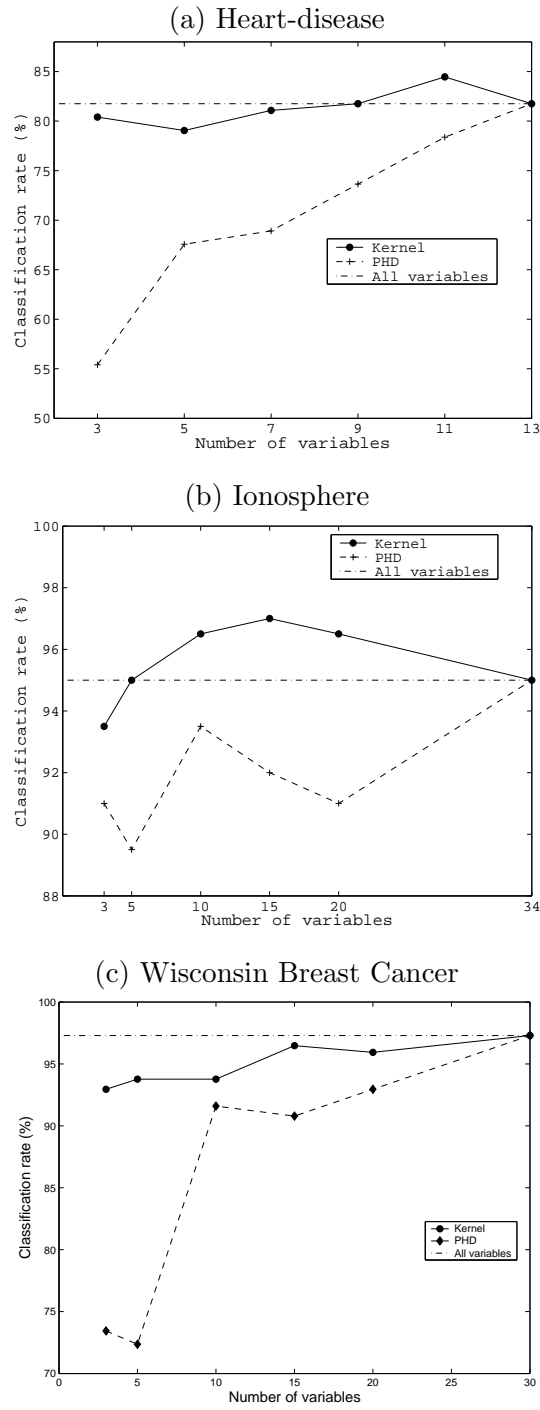 (a) Heart-disease
85
80
75
70
65
60
55
50
Classification rate (%)
Kernel
PHD
All variables
3 5 7 9 11 13
Number of variables
(b) Ionosphere
100
98
96
94
92
90
88
Classification rate (%)
Kernel
PHD
All variables
3 5 10 15 20 34
Number of variables
(c) Wisconsin Breast Cancer
100
95
90
85
80
75
70
Classification rate (%)
Kernel
PHD
All variables
0 5 10 15 20 25 30
Number of variables